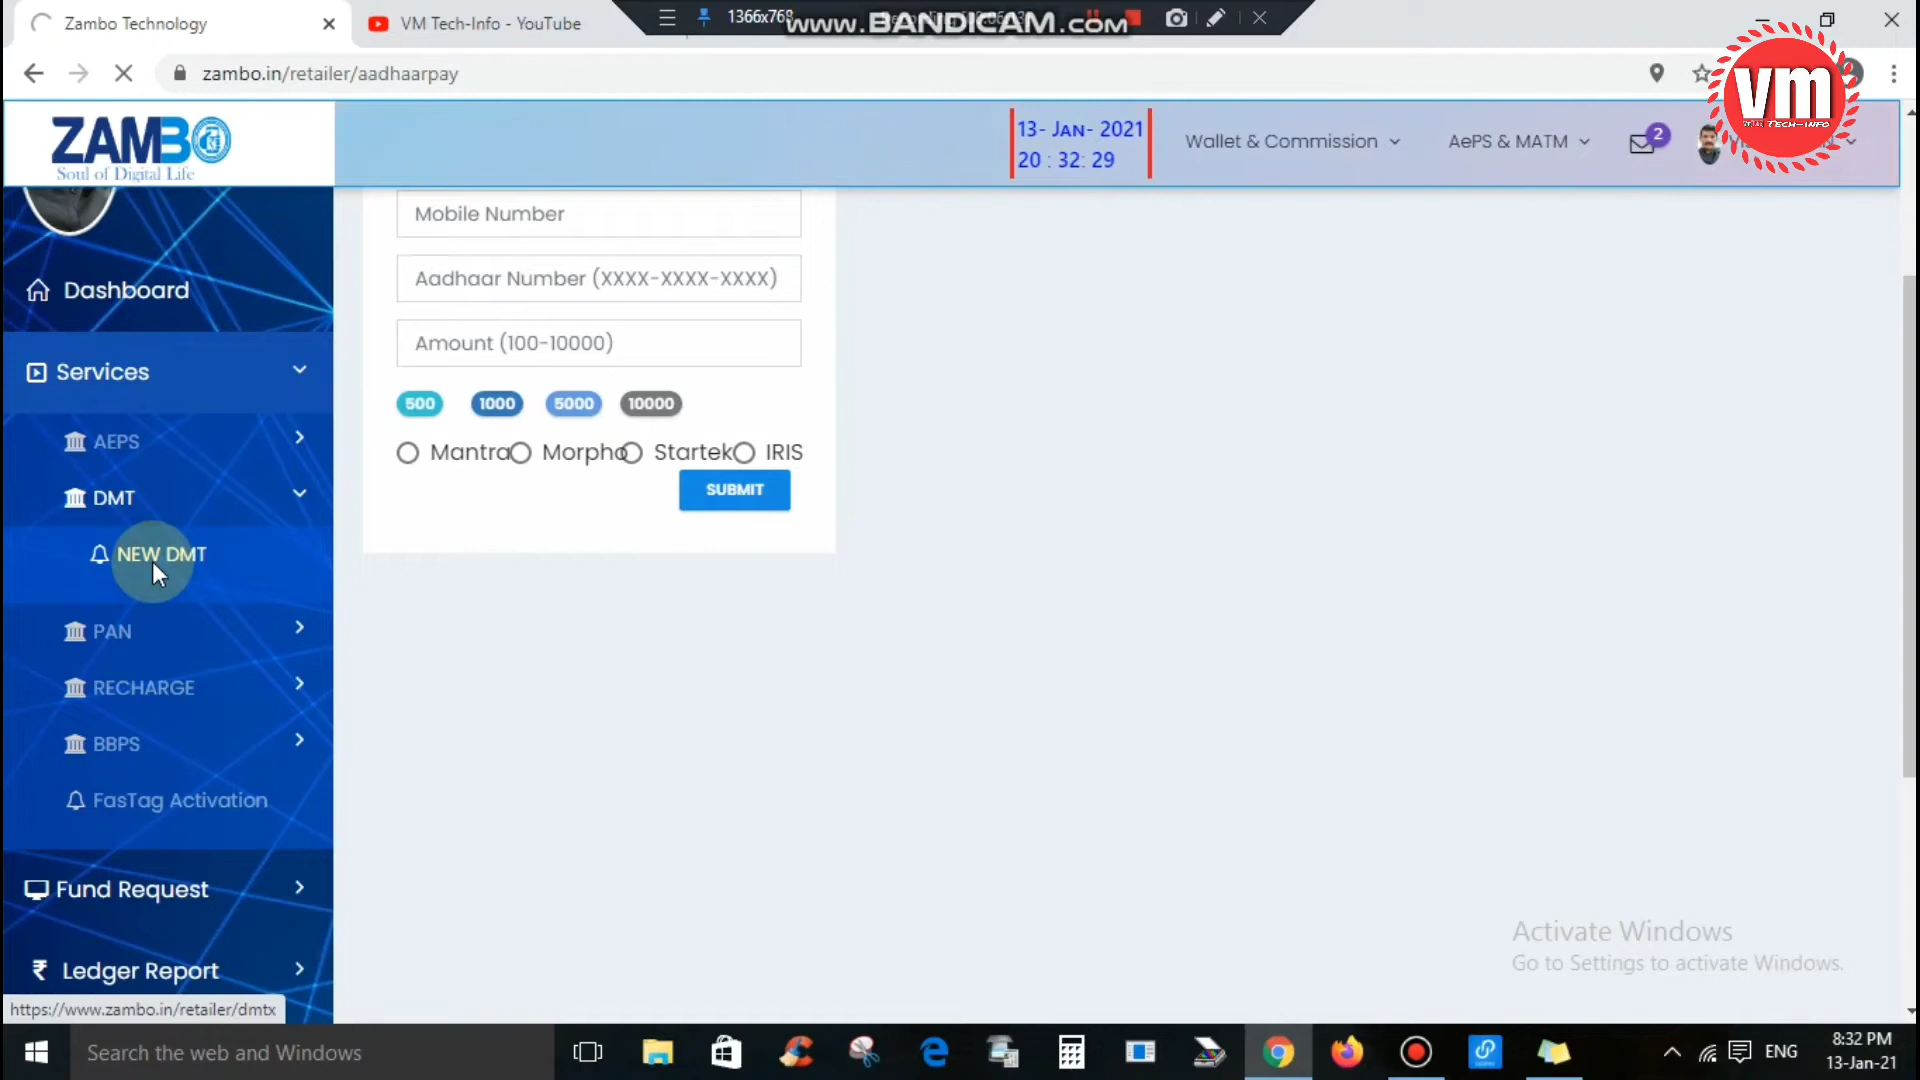 Zambo Technology
VM Tech-Info - YouTube
1366x768
www.BANDICAM.com
zambo.in/retailer/aadhaarpay
vm
TECH-INFO
ZAMBO
Soul of Digital Life
13- Jan- 2021
20 : 32: 29
Wallet & Commission
AePS & MATM
2
Mobile Number
Aadhaar Number (XXXX-XXXX-XXXX)
Amount (100-10000)
500
1000
5000
10000
Mantra
Morpho
Startek
IRIS
SUBMIT
Dashboard
Services
AEPS
DMT
NEW DMT
PAN
RECHARGE
BBPS
FasTag Activation
Fund Request
₹ Ledger Report
https://www.zambo.in/retailer/dmtx
Activate Windows
Go to Settings to activate Windows.
Search the web and Windows
ENG
8:32 PM
13-Jan-21